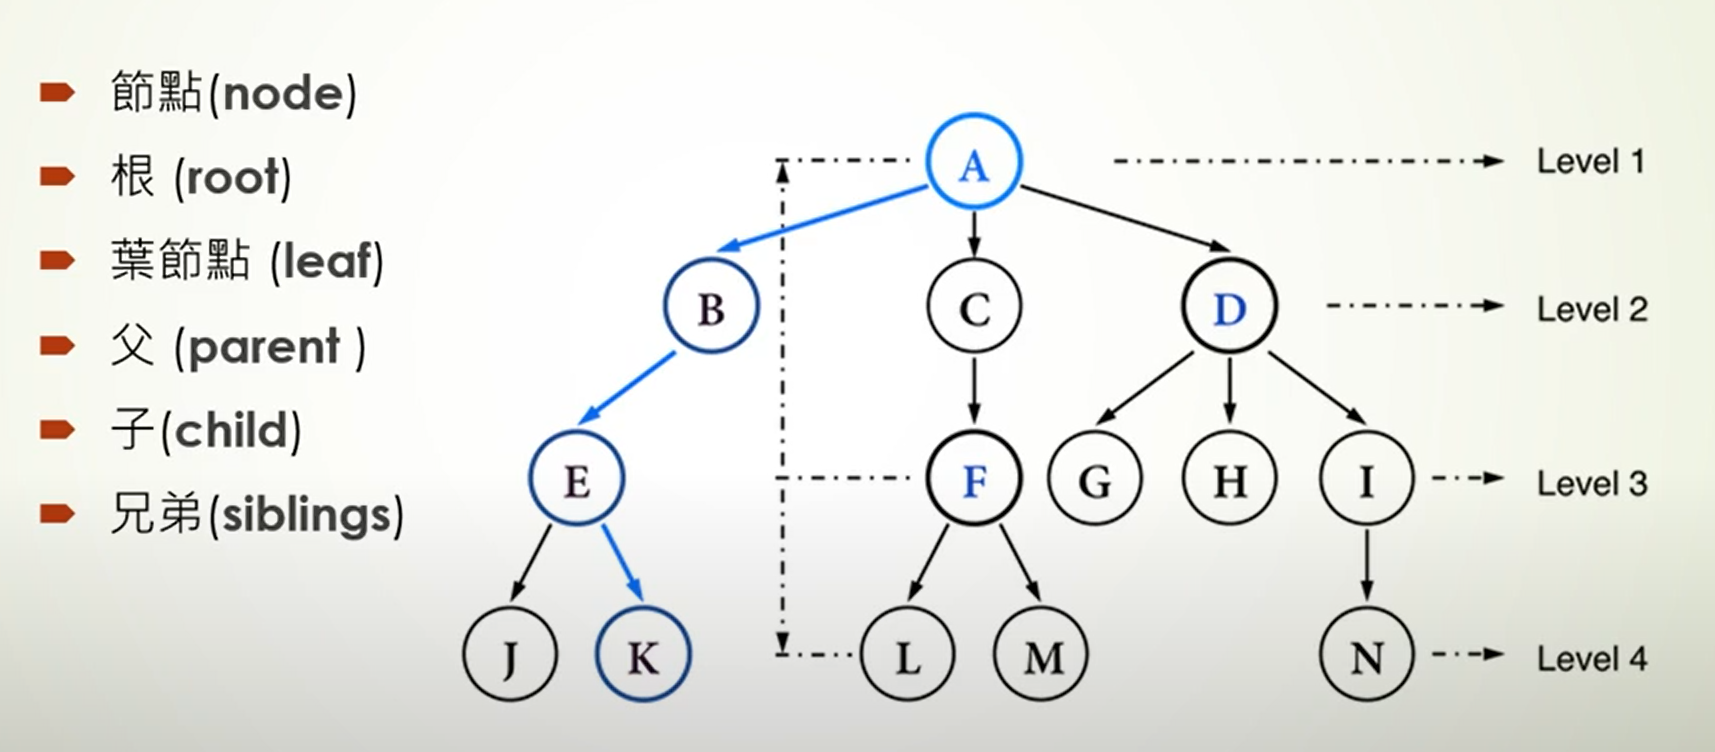 節點(node)
根 (root)
葉節點 (leaf)
父 (parent )
子(child)
兄弟(siblings)
A
Level 1
B
C
D
Level 2
E
F
G
H
I
Level 3
J
K
L
M
N
Level 4